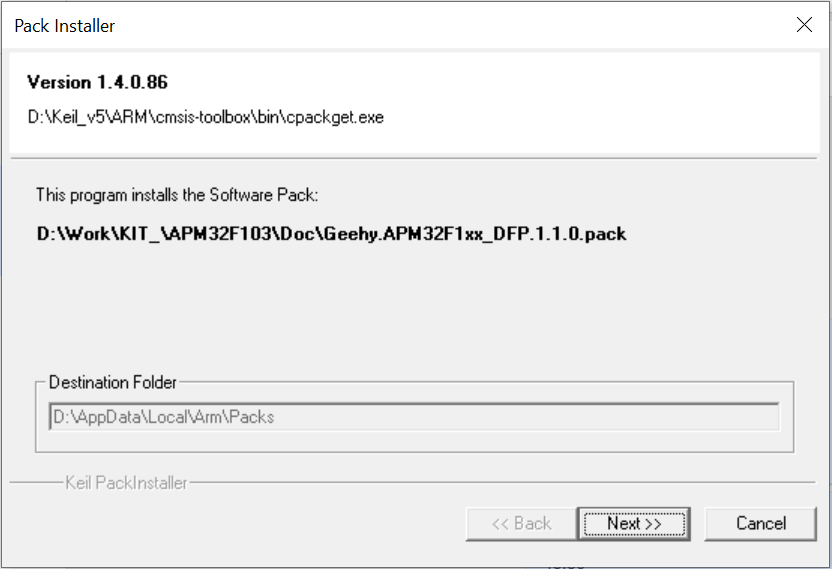 Pack Installer
Version 1.4.0.86
D:\Keil_v5\ARM\cmsis-toolbox\bin\cpackget.exe
This program installs the Software Pack:
D:\Work\KIT_\APM32F103\Doc\Geehy.APM32F1xx_DFP.1.1.0.pack
Destination Folder
D:\AppData\Local\Arm\Packs
Keil PackInstaller
<< Back Next >> Cancel